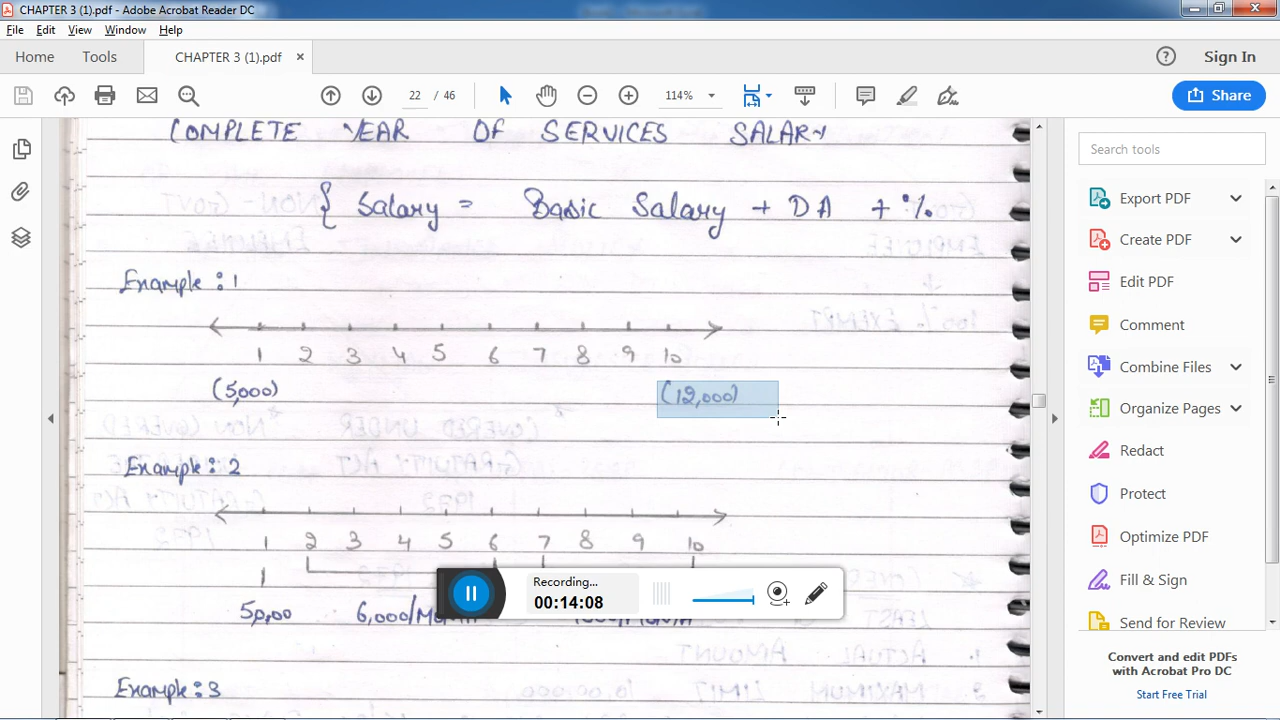 CHAPTER 3 (1).pdf - Adobe Acrobat Reader DC
File Edit View Window Help
Home Tools CHAPTER 3 (1).pdf × Sign In
22 / 46 114% Share
COMPLETE YEAR OF SERVICES SALARY
{ Salary = Basic Salary + DA + %
Example : 1
1 2 3 4 5 6 7 8 9 10
(5,000) (12,000)
Example : 2
1 2 3 4 5 6 7 8 9 10
50,00 6,000/
Example : 3
Recording...
00:14:08
Search tools
Export PDF
Create PDF
Edit PDF
Comment
Combine Files
Organize Pages
Redact
Protect
Optimize PDF
Fill & Sign
Send for Review
Convert and edit PDFs
with Acrobat Pro DC
Start Free Trial